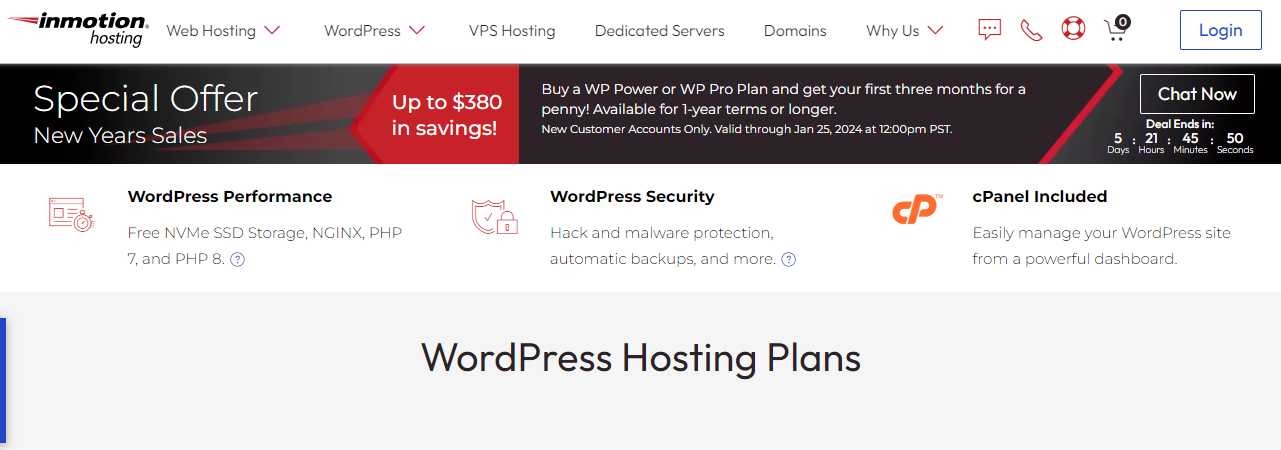 inmotion®
hosting
Web Hosting
WordPress
VPS Hosting
Dedicated Servers
Domains
Why Us
0
Login
Special Offer
New Years Sales
Up to $380
in savings!
Buy a WP Power or WP Pro Plan and get your first three months for a
penny! Available for 1-year terms or longer.
New Customer Accounts Only. Valid through Jan 25, 2024 at 12:00pm PST.
Chat Now
Deal Ends in:
5 : 21 : 45 : 50
Days Hours Minutes Seconds
WordPress Performance
Free NVMe SSD Storage, NGINX, PHP
7, and PHP 8. ?
WordPress Security
Hack and malware protection,
automatic backups, and more. ?
cP™
cPanel Included
Easily manage your WordPress site
from a powerful dashboard.
WordPress Hosting Plans